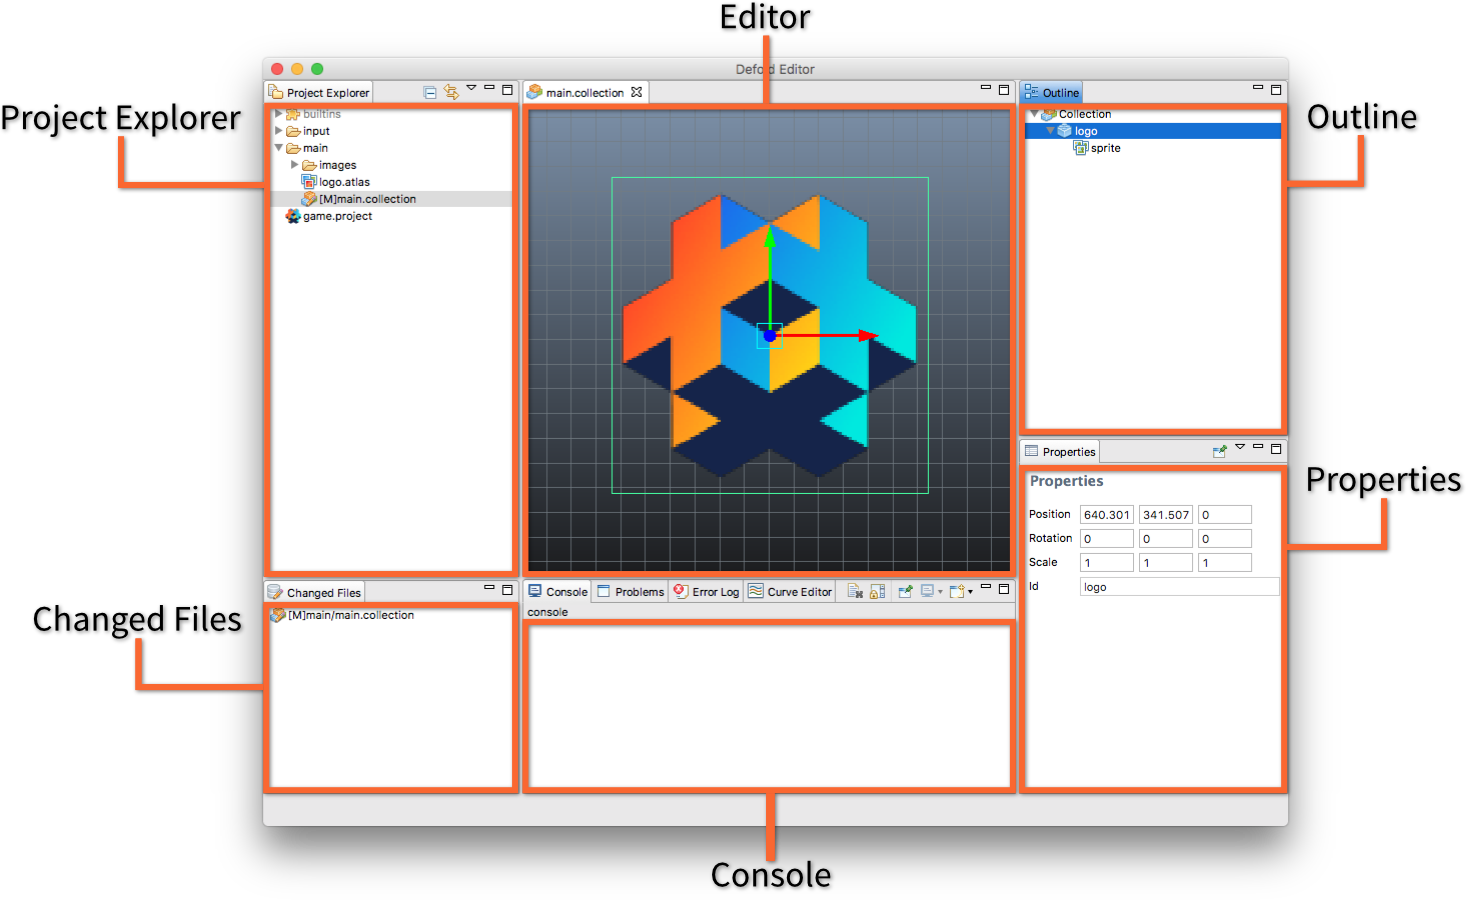 Editor
Defold Editor
Project Explorer
Project Explorer
builtins
input
main
images
logo.atlas
[M]main.collection
game.project
main.collection
Outline
Outline
Collection
logo
sprite
Properties
Properties
Properties
Position 640.301 341.507 0
Rotation 0 0 0
Scale 1 1 1
Id logo
Changed Files
Changed Files
[M]main/main.collection
Console Problems Error Log Curve Editor
console
Console